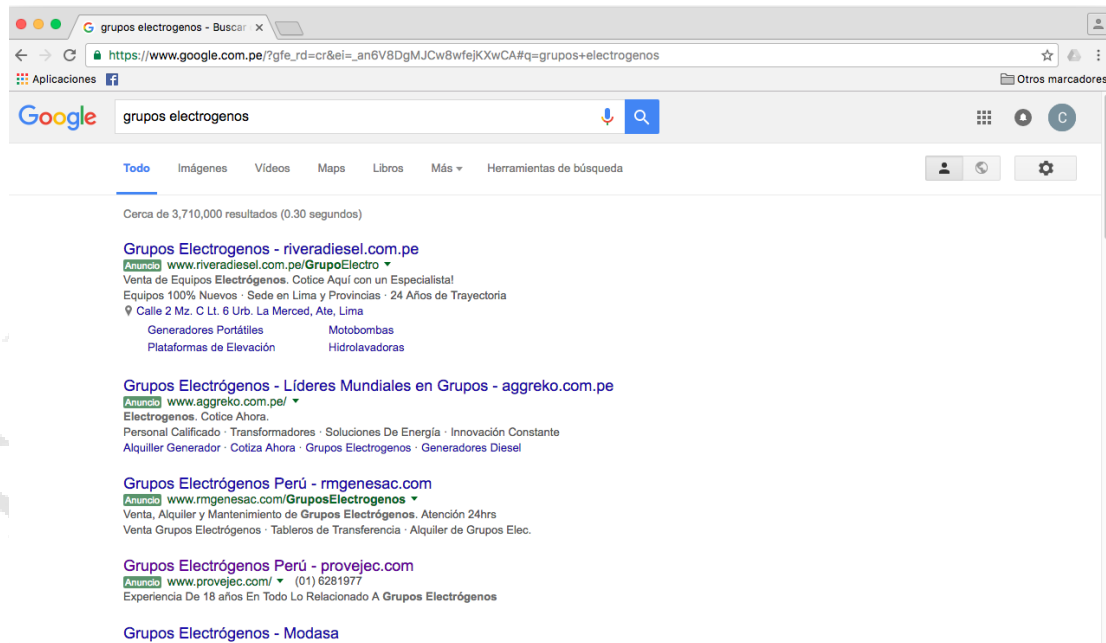 grupos electrogenos - Buscar
https://www.google.com.pe/?gfe_rd=cr&ei=_an6V8DgMJCw8wfejKXwCA#q=grupos+electrogenos
Aplicaciones
Otros marcadores
Google
grupos electrogenos
C
Todo Imágenes Vídeos Maps Libros Más Herramientas de búsqueda
Cerca de 3,710,000 resultados (0.30 segundos)
Grupos Electrogenos - riveradiesel.com.pe
Anuncio www.riveradiesel.com.pe/GrupoElectro
Venta de Equipos Electrógenos. Cotice Aquí con un Especialista!
Equipos 100% Nuevos · Sede en Lima y Provincias · 24 Años de Trayectoria
Calle 2 Mz. C Lt. 6 Urb. La Merced, Ate, Lima
Generadores Portátiles Motobombas
Plataformas de Elevación Hidrolavadoras
Grupos Electrógenos - Líderes Mundiales en Grupos - aggreko.com.pe
Anuncio www.aggreko.com.pe/
Electrogenos. Cotice Ahora.
Personal Calificado · Transformadores · Soluciones De Energía · Innovación Constante
Alquiller Generador · Cotiza Ahora · Grupos Electrogenos · Generadores Diesel
Grupos Electrógenos Perú - rmgenesac.com
Anuncio www.rmgenesac.com/GruposElectrogenos
Venta, Alquiler y Mantenimiento de Grupos Electrógenos. Atención 24hrs
Venta Grupos Electrógenos · Tableros de Transferencia · Alquiler de Grupos Elec.
Grupos Electrógenos Perú - provejec.com
Anuncio www.provejec.com/ (01) 6281977
Experiencia De 18 años En Todo Lo Relacionado A Grupos Electrógenos
Grupos Electrógenos - Modasa